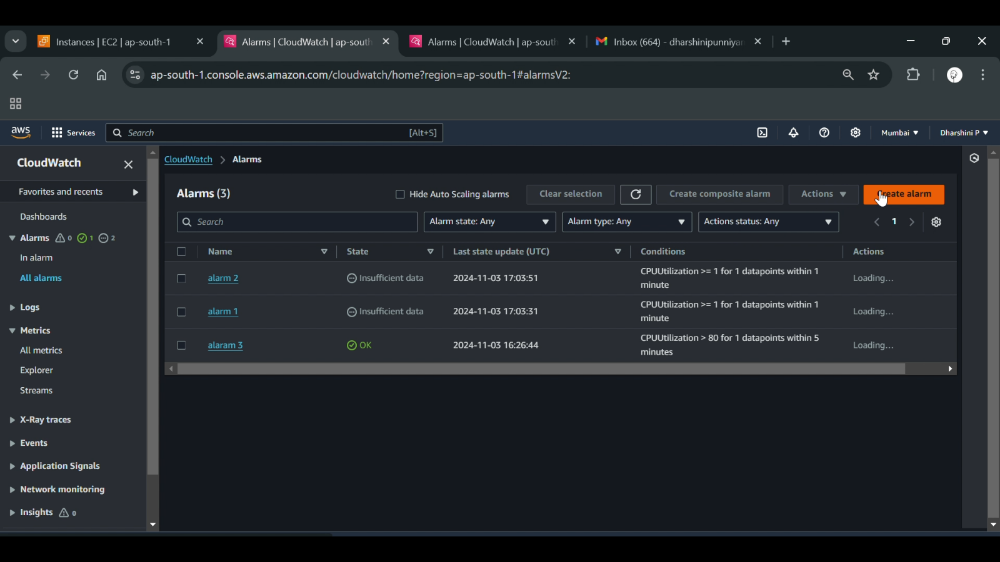 Instances | EC2 | ap-south-1
Alarms | CloudWatch | ap-south
Alarms | CloudWatch | ap-south
Inbox (664) - dharshinipunniyan
ap-south-1.console.aws.amazon.com/cloudwatch/home?region=ap-south-1#alarmsV2:
aws
Services
Search
[Alt+S]
Mumbai
Dharshini P
CloudWatch
Favorites and recents
Dashboards
Alarms 0 1 2
In alarm
All alarms
Logs
Metrics
All metrics
Explorer
Streams
X-Ray traces
Events
Application Signals
Network monitoring
Insights 0
CloudWatch > Alarms
Alarms (3)
Hide Auto Scaling alarms
Clear selection
Create composite alarm
Actions
Create alarm
Search
Alarm state: Any
Alarm type: Any
Actions status: Any
1
Name State Last state update (UTC) Conditions Actions
alarm 2 Insufficient data 2024-11-03 17:03:51 CPUUtilization >= 1 for 1 datapoints within 1 Loading...
minute
alarm 1 Insufficient data 2024-11-03 17:03:31 CPUUtilization >= 1 for 1 datapoints within 1 Loading...
minute
alaram 3 OK 2024-11-03 16:26:44 CPUUtilization > 80 for 1 datapoints within 5 Loading...
minutes